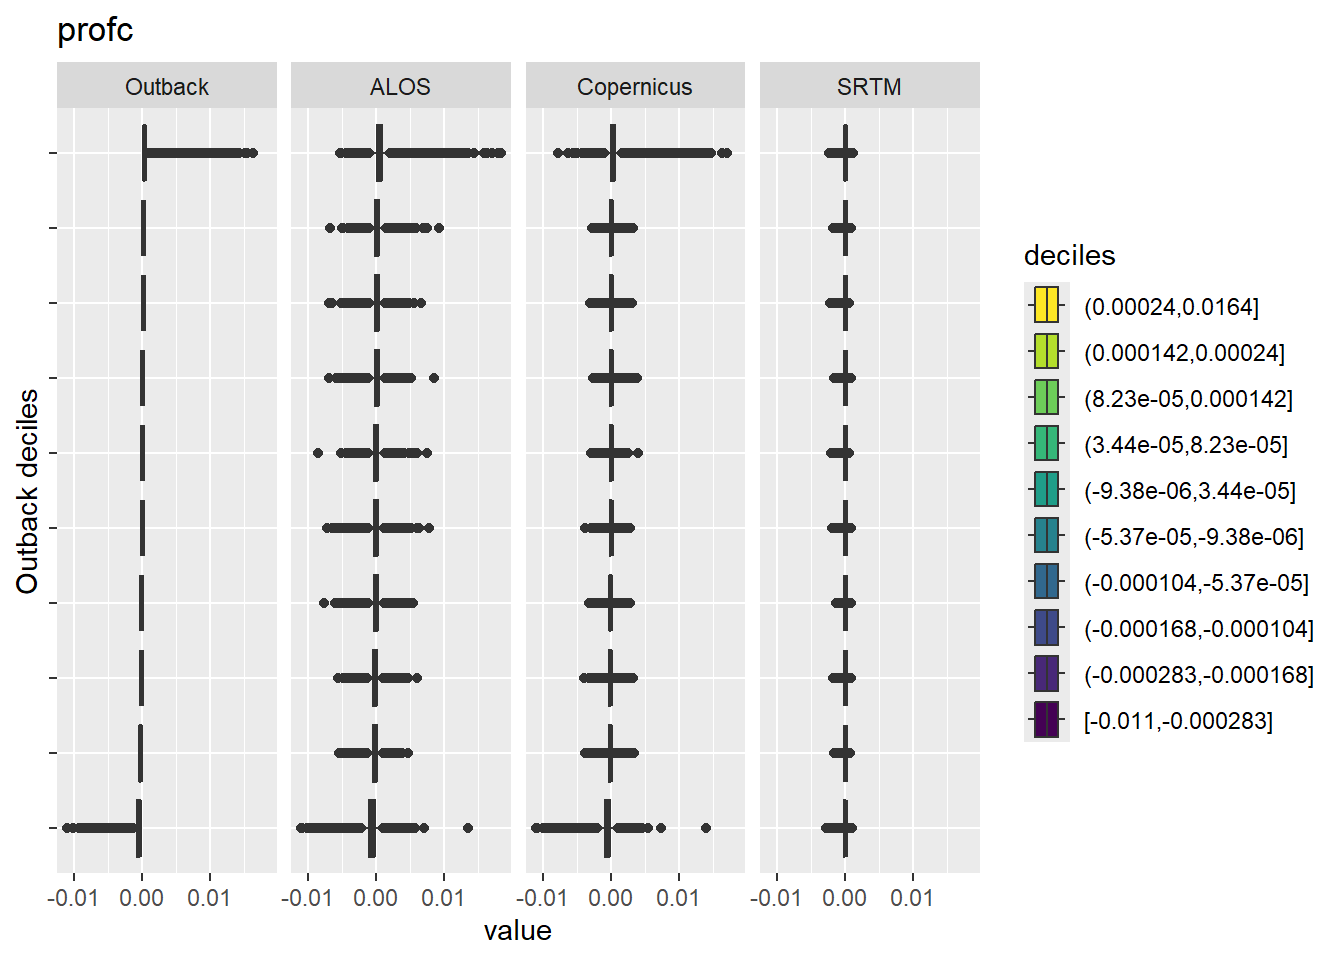 profc
Outback ALOS Copernicus SRTM
Outback deciles
-0.01 0.00 0.01 -0.01 0.00 0.01 -0.01 0.00 0.01 -0.01 0.00 0.01
value
deciles
(0.00024,0.0164]
(0.000142,0.00024]
(8.23e-05,0.000142]
(3.44e-05,8.23e-05]
(-9.38e-06,3.44e-05]
(-5.37e-05,-9.38e-06]
(-0.000104,-5.37e-05]
(-0.000168,-0.000104]
(-0.000283,-0.000168]
[-0.011,-0.000283]